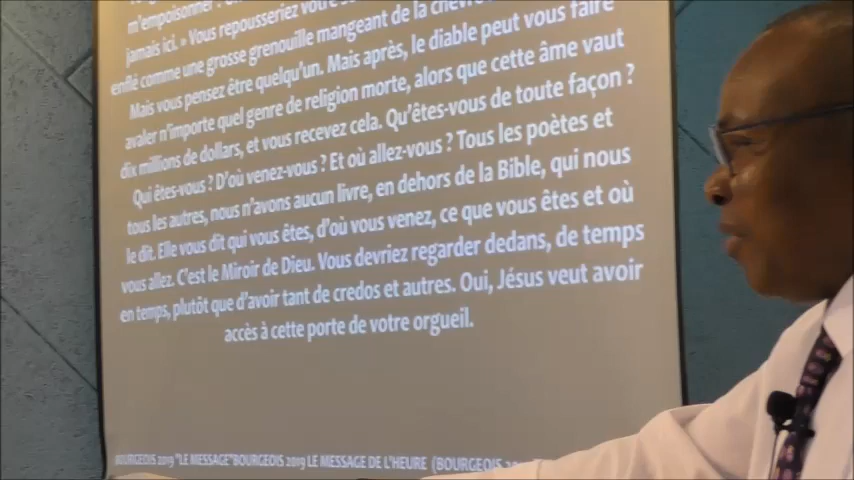 m'empoisonner
jamais ici. » Vous repousseriez votre
enflé comme une grosse grenouille mangeant de la
Mais vous pensez être quelqu'un. Mais après, le diable peut vous faire
avaler n'importe quel genre de religion morte, alors que cette âme vaut
dix millions de dollars, et vous recevez cela. Qu'êtes-vous de toute façon ?
Qui êtes-vous ? D'où venez-vous ? Et où allez-vous ? Tous les poètes et
tous les autres, nous n'avons aucun livre, en dehors de la Bible, qui nous
le dit. Elle vous dit qui vous êtes, d'où vous venez, ce que vous êtes et où
vous allez. C'est le Miroir de Dieu. Vous devriez regarder dedans, de temps
en temps, plutôt que d'avoir tant de credos et autres. Oui, Jésus veut avoir
accès à cette porte de votre orgueil.
BOURGEOIS 2019 "LE MESSAGE"BOURGEOIS 2019 LE MESSAGE DE L'HEURE (BOURGEOIS